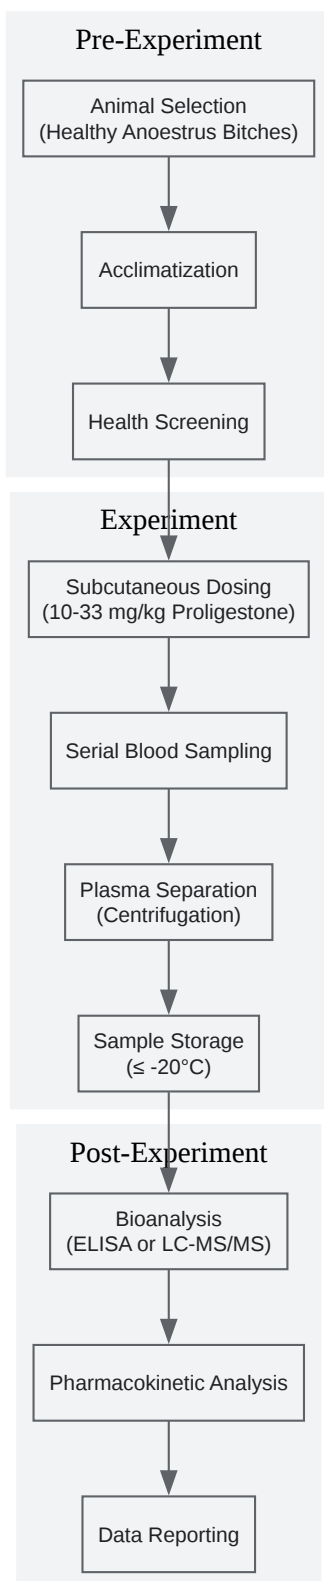 Pre-Experiment
Animal Selection
(Healthy Anoestrus Bitches)
Acclimatization
Health Screening
Experiment
Subcutaneous Dosing
(10-33 mg/kg Proligestone)
Serial Blood Sampling
Plasma Separation
(Centrifugation)
Sample Storage
(≤ -20°C)
Post-Experiment
Bioanalysis
(ELISA or LC-MS/MS)
Pharmacokinetic Analysis
Data Reporting